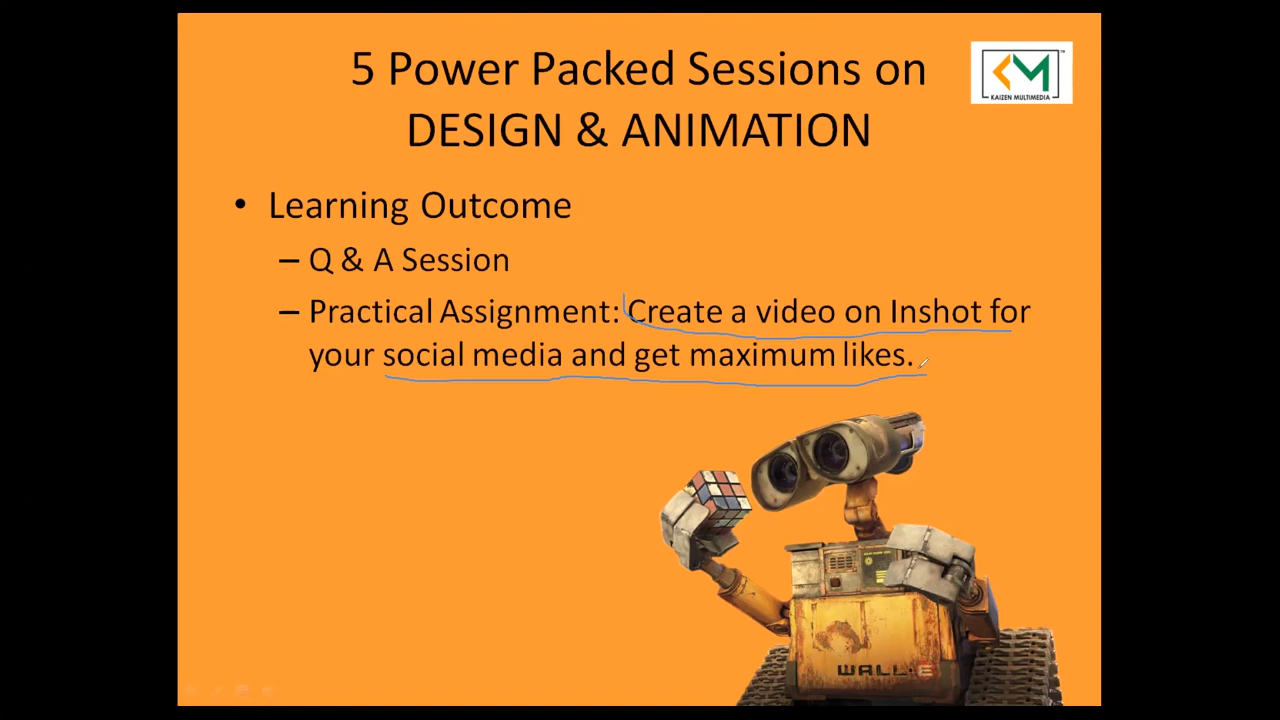 5 Power Packed Sessions on
DESIGN & ANIMATION
KM
KAIZEN MULTIMEDIA
• Learning Outcome
– Q & A Session
– Practical Assignment: Create a video on Inshot for
your social media and get maximum likes.
WALL·E